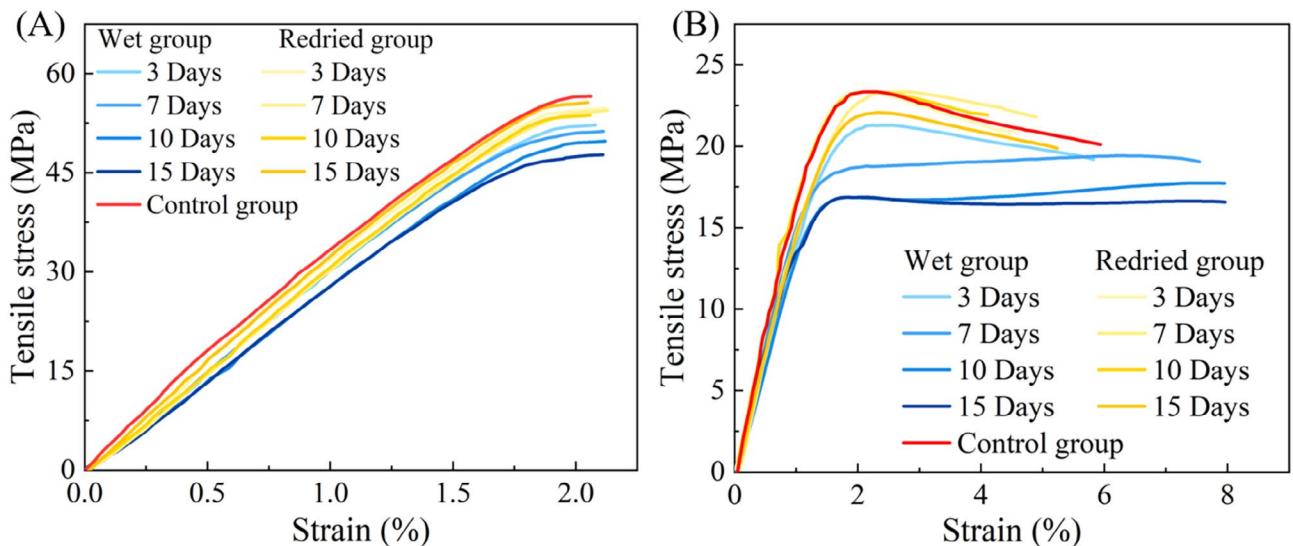 (A)
Wet group Redried group
3 Days 3 Days
7 Days 7 Days
10 Days 10 Days
15 Days 15 Days
Control group
60
45
30
15
0
Tensile stress (MPa)
0.0 0.5 1.0 1.5 2.0
Strain (%)
(B)
25
20
15
10
5
0
Tensile stress (MPa)
Wet group Redried group
3 Days 3 Days
7 Days 7 Days
10 Days 10 Days
15 Days 15 Days
Control group
0 2 4 6 8
Strain (%)